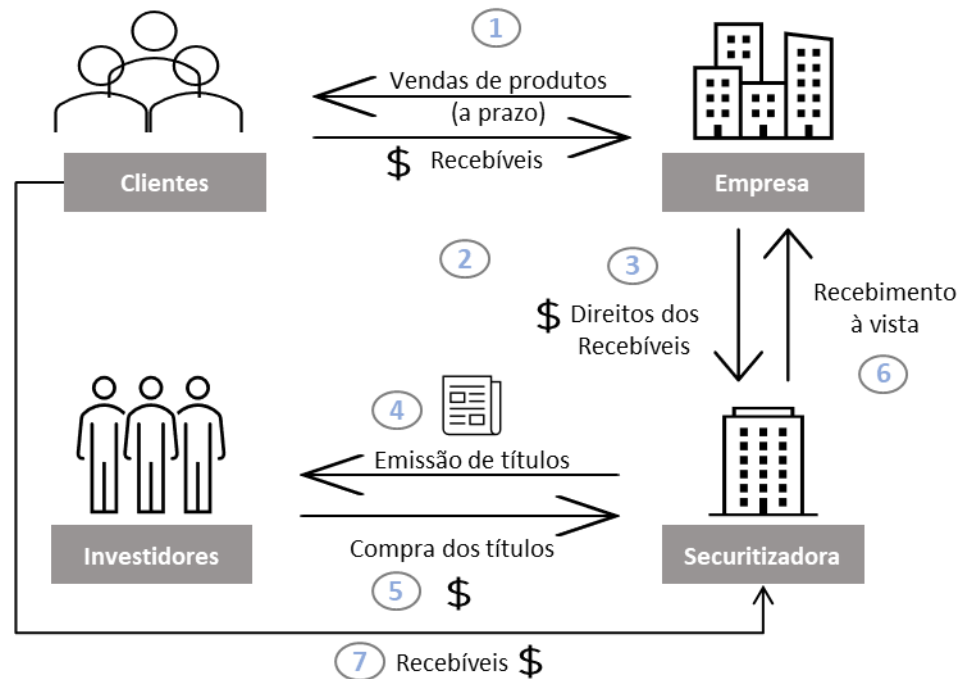 1
Vendas de produtos
(a prazo)
$ Recebíveis
Clientes
Empresa
2
3
$ Direitos dos
Recebíveis
Recebimento
à vista
6
4
Emissão de títulos
Compra dos títulos
5 $
Investidores
Securitizadora
7 Recebíveis $